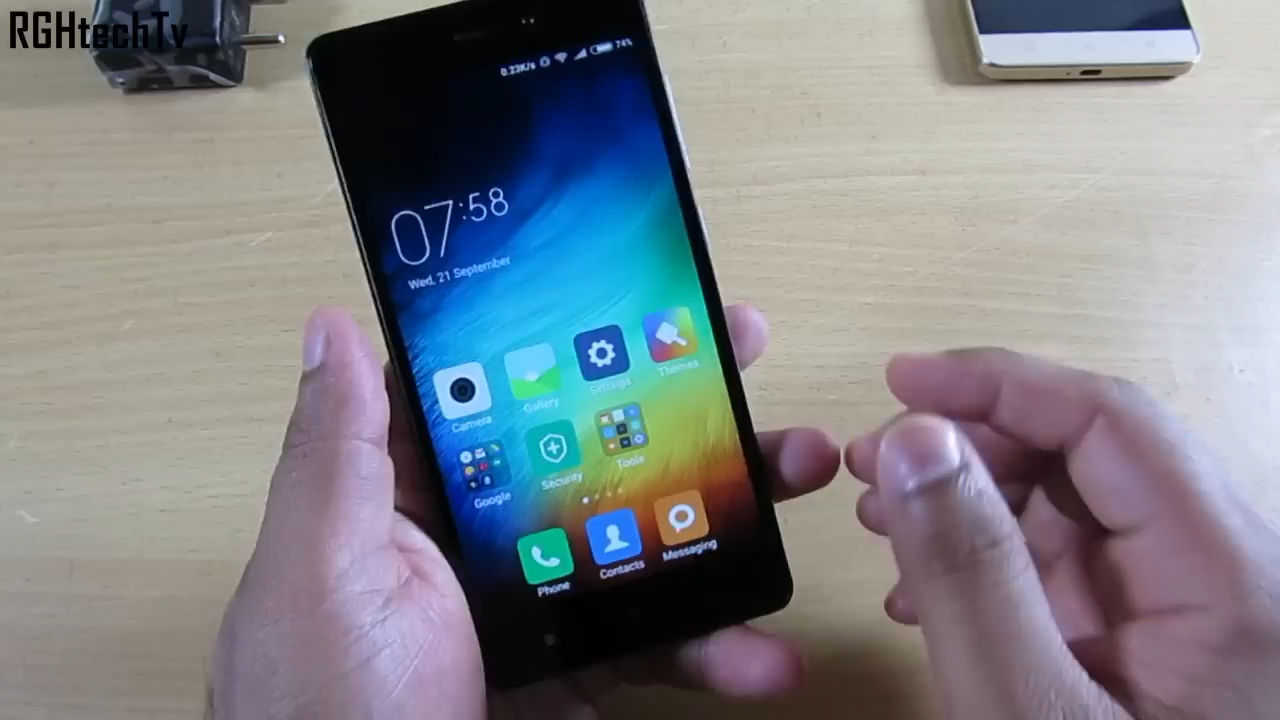 RGHtechTv
0.23K/s 74%
07:58
Wed, 21 September
Camera Gallery Settings Themes
Google Security Tools
Phone Contacts Messaging